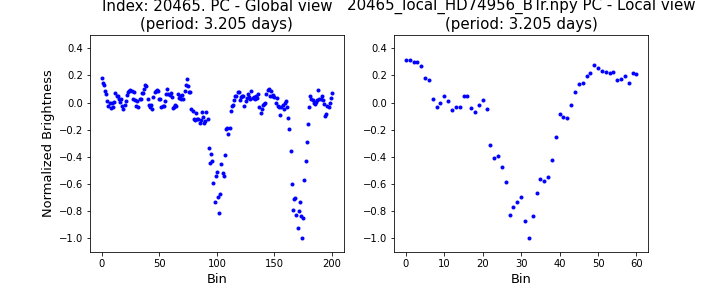 Index: 20465. PC - Global view
(period: 3.205 days)
20465_local_HD74956_BTfr.npy PC - Local view
(period: 3.205 days)
Normalized Brightness
0.4
0.2
0.0
−0.2
−0.4
−0.6
−0.8
−1.0
0 50 100 150 200
Bin
0.4
0.2
0.0
−0.2
−0.4
−0.6
−0.8
−1.0
0 10 20 30 40 50 60
Bin